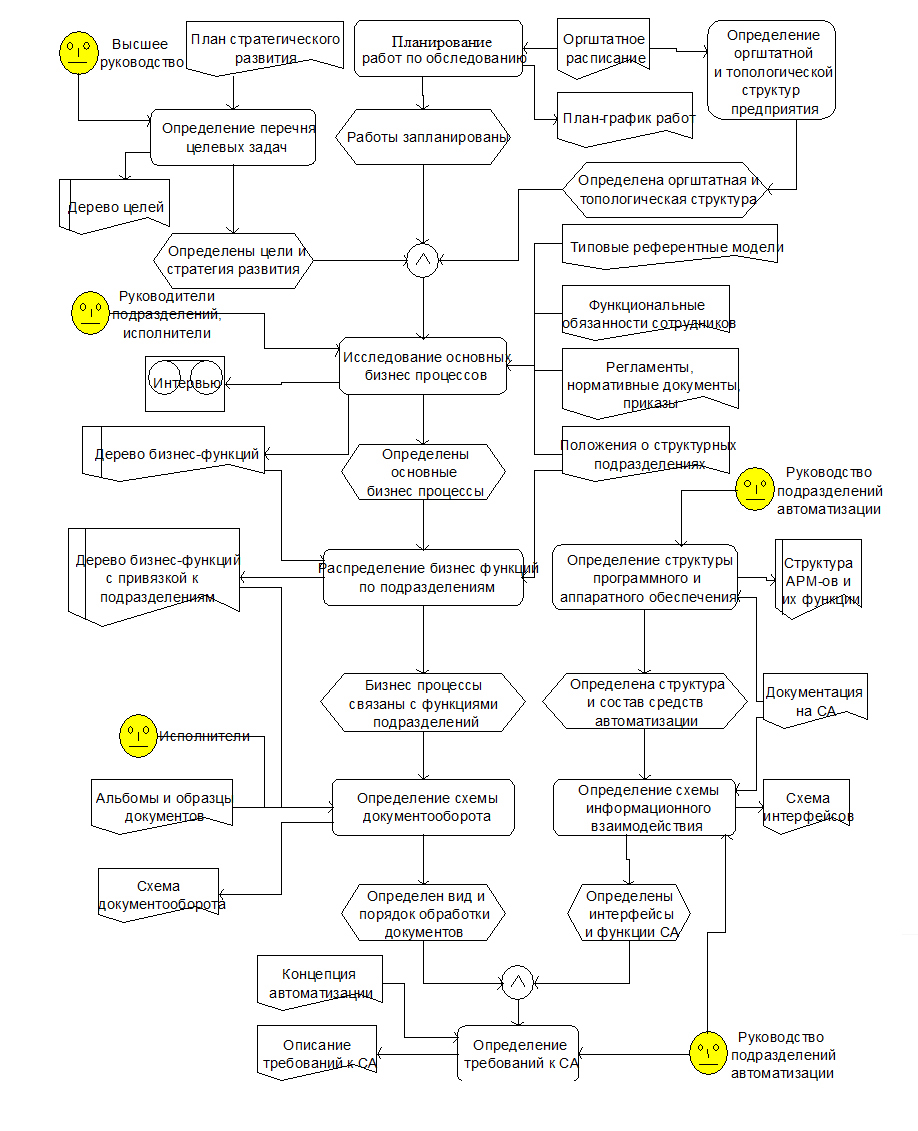 Высшее
руководство
План стратегического
развития
Планирование
работ по обследованию
Оргштатное
расписание
Определение
оргштатной
и топологической
структур
предприятия
План-график работ
Определение перечня
целевых задач
Работы запланированы
Дерево целей
Определена оргштатная и
топологическая структура
Определены цели и
стратегия развития
Типовые референтные модели
Руководители
подразделений,
исполнители
Функциональные
обязанности сотрудников
Исследование основных
бизнес процессов
Интервью
Регламенты,
нормативные документы,
приказы
Дерево бизнес-функций
Определены
основные
бизнес процессы
Положения о структурных
подразделениях
Руководство
подразделений
автоматизации
Дерево бизнес-функций
с привязкой к
подразделениям
Распределение бизнес функций
по подразделениям
Определение структуры
программного и
аппаратного обеспечения
Структура
АРМ-ов и
их функции
Бизнес процессы
связаны с функциями
подразделений
Определена структура
и состав средств
автоматизации
Документация
на СА
Исполнители
Альбомы и образцы
документов
Определение схемы
документооборота
Определение схемы
информационного
взаимодействия
Схема
интерфейсов
Схема
документооборота
Определен вид и
порядок обработки
документов
Определены
интерфейсы
и функции СА
Концепция
автоматизации
Описание
требований к СА
Определение
требований к СА
Руководство
подразделений
автоматизации